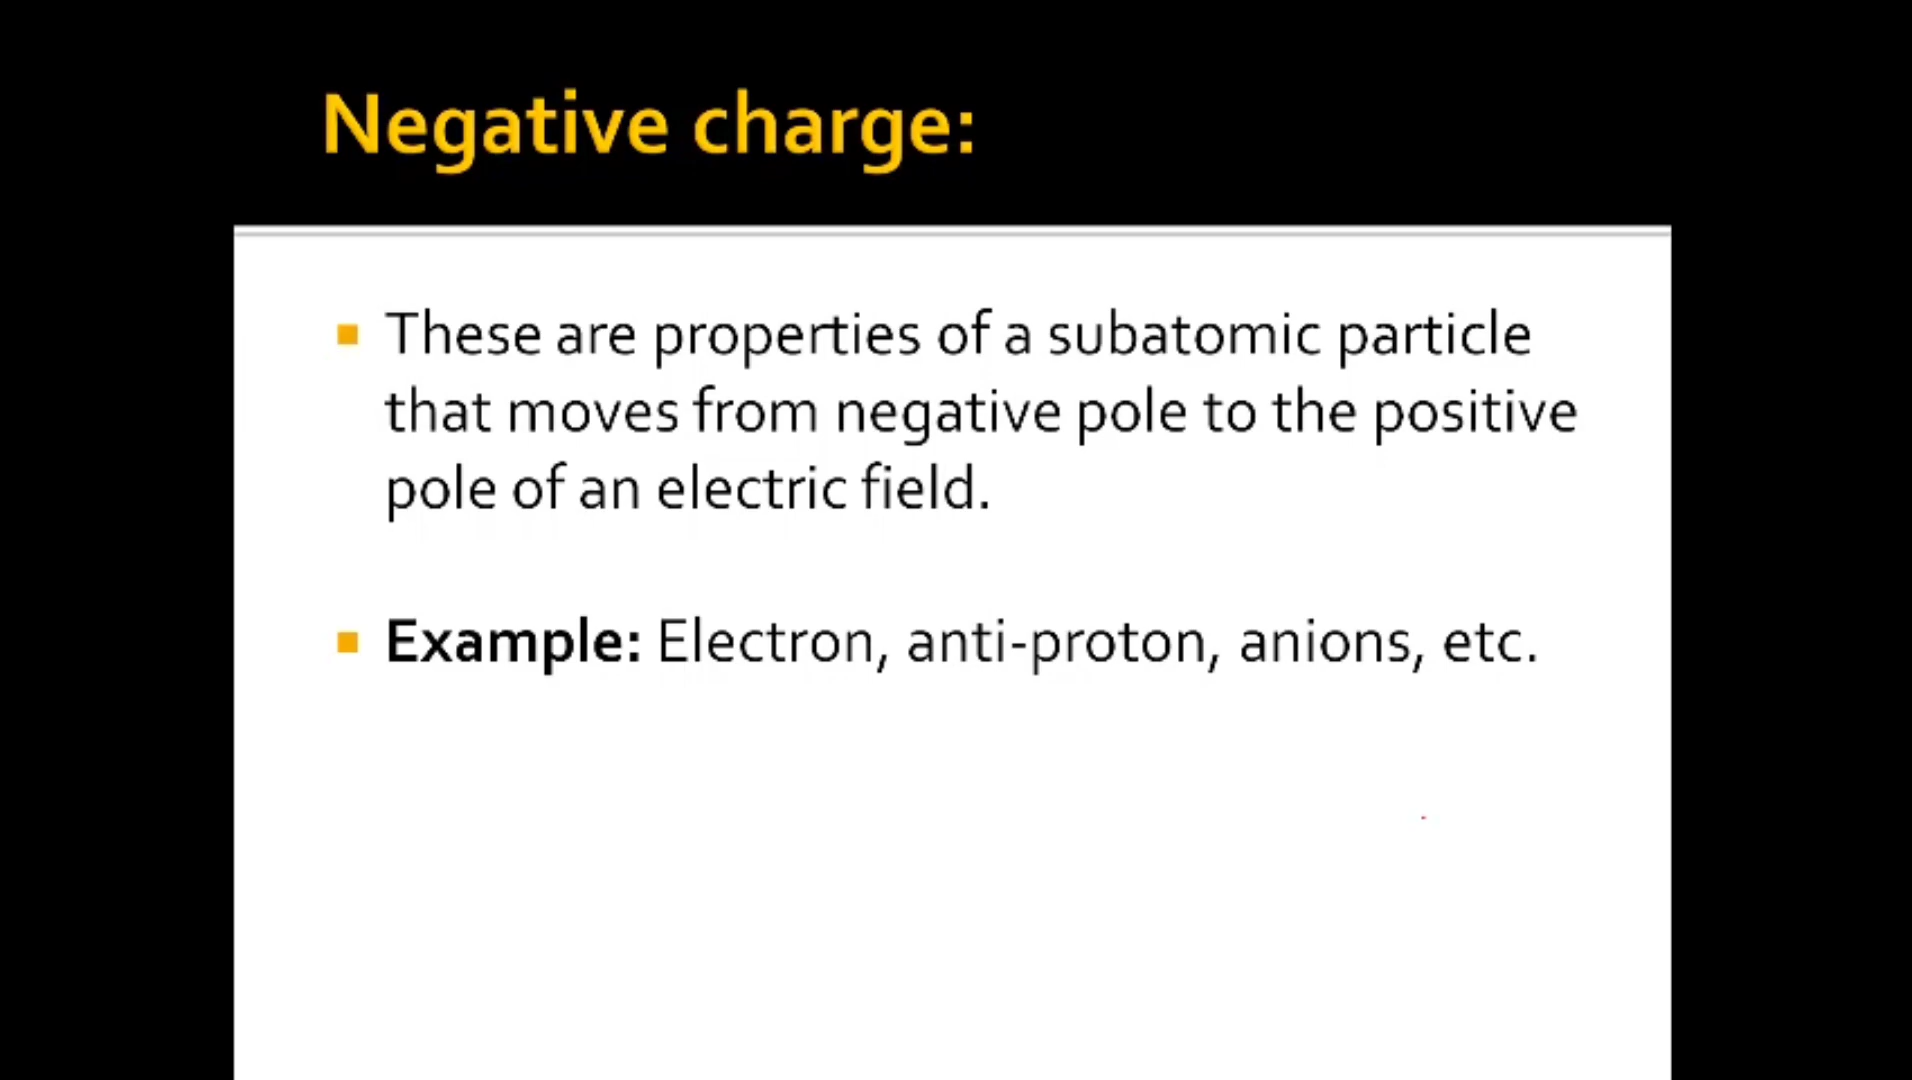 Negative charge:
These are properties of a subatomic particle
that moves from negative pole to the positive
pole of an electric field.
Example: Electron, anti-proton, anions, etc.